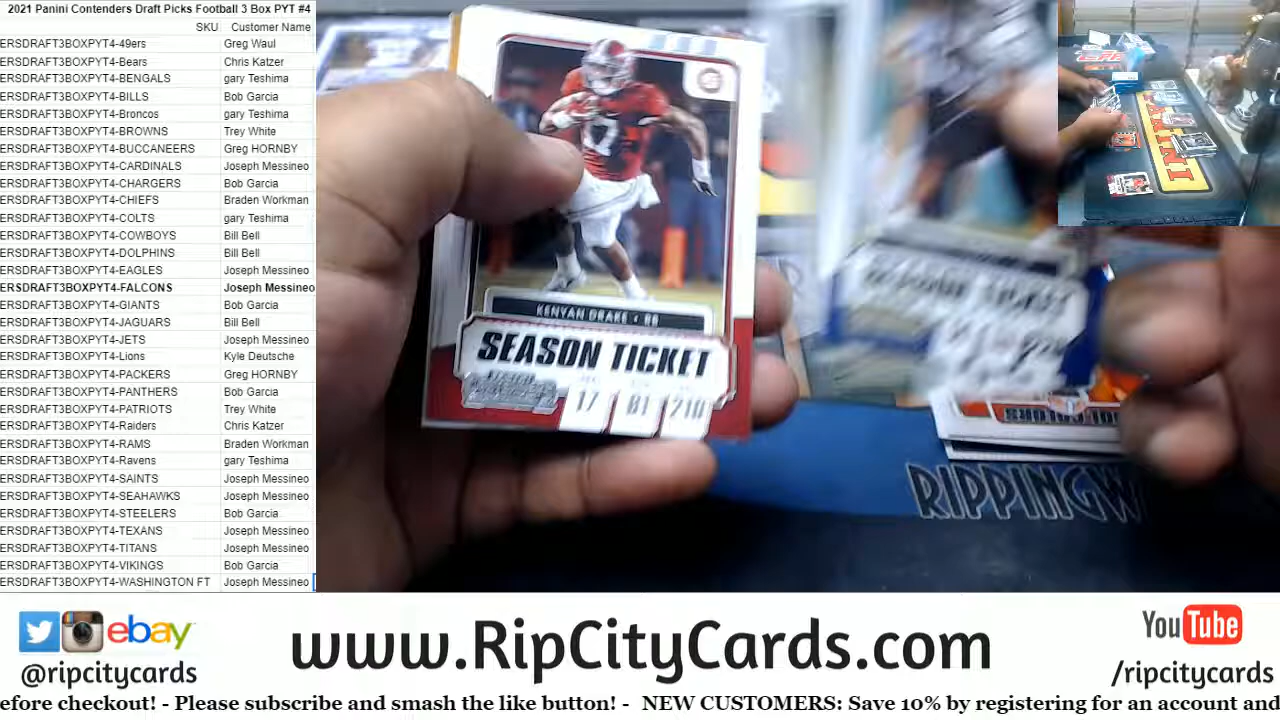 2021 Panini Contenders Draft Picks Football 3 Box PYT #4
SKU Customer Name
ERSDRAFT3BOXPYT4-49ers Greg Waul
ERSDRAFT3BOXPYT4-Bears Chris Katzer
ERSDRAFT3BOXPYT4-BENGALS gary Teshima
ERSDRAFT3BOXPYT4-BILLS Bob Garcia
ERSDRAFT3BOXPYT4-Broncos gary Teshima
ERSDRAFT3BOXPYT4-BROWNS Trey White
ERSDRAFT3BOXPYT4-BUCCANEERS Greg HORNBY
ERSDRAFT3BOXPYT4-CARDINALS Joseph Messineo
ERSDRAFT3BOXPYT4-CHARGERS Bob Garcia
ERSDRAFT3BOXPYT4-CHIEFS Braden Workman
ERSDRAFT3BOXPYT4-COLTS gary Teshima
ERSDRAFT3BOXPYT4-COWBOYS Bill Bell
ERSDRAFT3BOXPYT4-DOLPHINS Bill Bell
ERSDRAFT3BOXPYT4-EAGLES Joseph Messineo
ERSDRAFT3BOXPYT4-FALCONS Joseph Messineo
ERSDRAFT3BOXPYT4-GIANTS Bob Garcia
ERSDRAFT3BOXPYT4-JAGUARS Bill Bell
ERSDRAFT3BOXPYT4-JETS Joseph Messineo
ERSDRAFT3BOXPYT4-Lions Kyle Deutsche
ERSDRAFT3BOXPYT4-PACKERS Greg HORNBY
ERSDRAFT3BOXPYT4-PANTHERS Bob Garcia
ERSDRAFT3BOXPYT4-PATRIOTS Trey White
ERSDRAFT3BOXPYT4-Raiders Chris Katzer
ERSDRAFT3BOXPYT4-RAMS Braden Workman
ERSDRAFT3BOXPYT4-Ravens gary Teshima
ERSDRAFT3BOXPYT4-SAINTS Joseph Messineo
ERSDRAFT3BOXPYT4-SEAHAWKS Joseph Messineo
ERSDRAFT3BOXPYT4-STEELERS Bob Garcia
ERSDRAFT3BOXPYT4-TEXANS Joseph Messineo
ERSDRAFT3BOXPYT4-TITANS Joseph Messineo
ERSDRAFT3BOXPYT4-VIKINGS Bob Garcia
ERSDRAFT3BOXPYT4-WASHINGTON FT Joseph Messineo
KENYAN DRAKE • RB
SEASON TICKET
17 81 210
RIPPINGW
PANINI
ebay
@ripcitycards
www.RipCityCards.com
YouTube
/ripcitycards
efore checkout! - Please subscribe and smash the like button! - NEW CUSTOMERS: Save 10% by registering for an account and